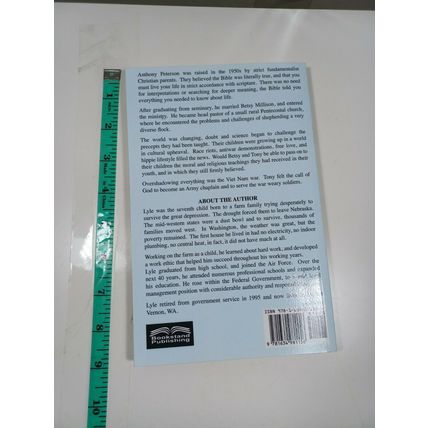 Anthony Peterson was raised in the 1950s by strict fundamentalist
Christian parents. They believed the Bible was literally true, and that you
must live your life in strict accordance with scripture. There was no need
for interpretations or searching for deeper meaning, the Bible told you
everything you needed to know about life.
After graduating from seminary, he married Betsy Millison, and entered
the ministry. He became head pastor of a small rural Pentecostal church,
where he encountered the problems and challenges of shepherding a very
diverse flock.
The world was changing, doubt and science began to challenge the
precepts they had been taught. Their children were growing up in a world
in cultural upheaval. Race riots, antiwar demonstrations, free love, and
hippie lifestyle filled the news. Would Betsy and Tony be able to pass on to
their children the moral and religious teachings they had received in their
youth, and in which they still firmly believed.
Overshadowing everything was the Viet Nam war. Tony felt the call of
God to become an Army chaplain and to serve the war weary soldiers.
ABOUT THE AUTHOR
Lyle was the seventh child born to a farm family trying desperately to
survive the great depression. The drought forced them to leave Nebraska.
The mid-western states were a dust bowl and to survive, thousands of
families moved west. In Washington, the weather was great, but the
poverty remained. The first house he lived in had no electricity, no indoor
plumbing, no central heat, in fact, it did not have much at all.
Working on the farm as a child, he learned about hard work, and developed
a work ethic that helped him succeed throughout his working years.
Lyle graduated from high school, and joined the Air Force. Over the
next 40 years, he attended numerous professional schools and expanded
his education. He rose within the Federal Government, to a
management position with considerable authority and
Lyle retired from government service in 1995 and now
Vernon, WA.
Bookstand
Publishing
ISBN 978-1-
1
2
3
4
5
6
7
8
9
10